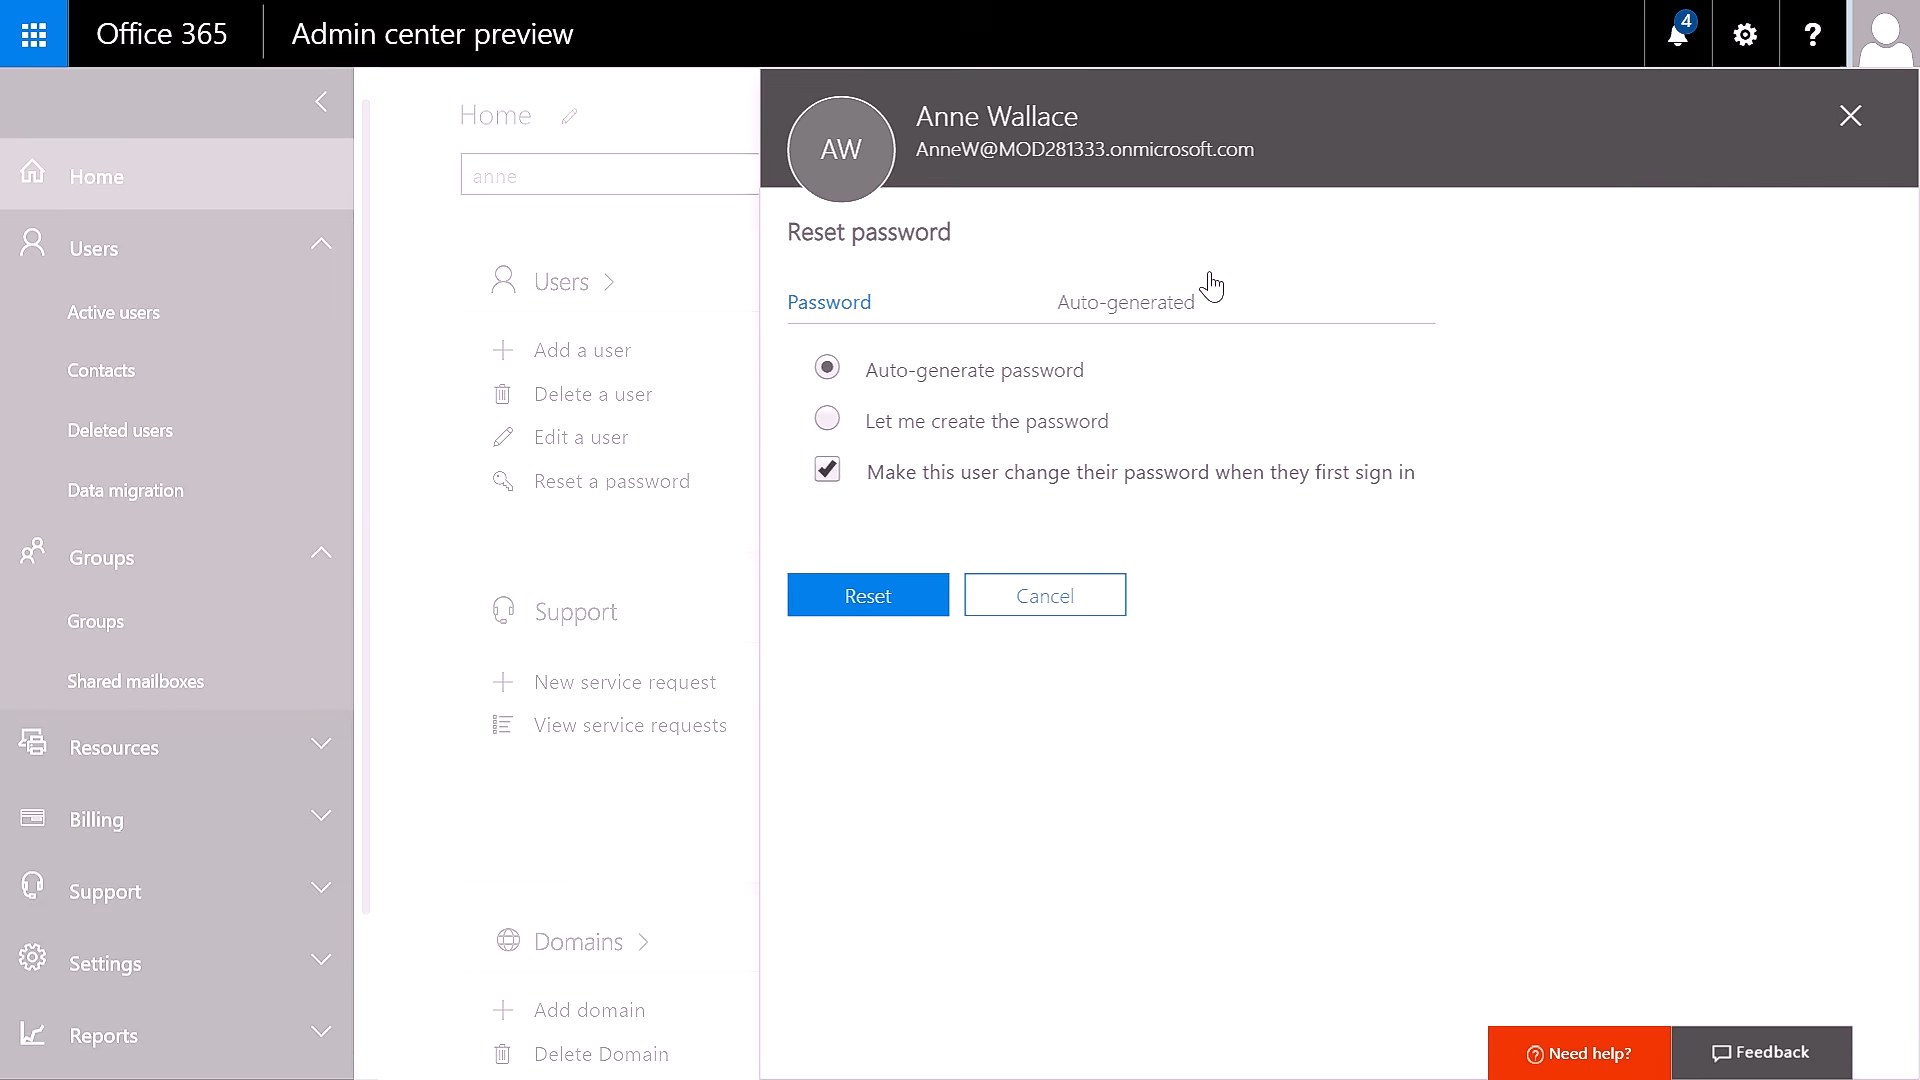 Office 365
Admin center preview
4
?
Home
Users
Active users
Contacts
Deleted users
Data migration
Groups
Groups
Shared mailboxes
Resources
Billing
Support
Settings
Reports
Home
anne
Users
Add a user
Delete a user
Edit a user
Reset a password
Support
New service request
View service requests
Domains
Add domain
Delete Domain
AW
Anne Wallace
AnneW@MOD281333.onmicrosoft.com
Reset password
Password Auto-generated
Auto-generate password
Let me create the password
Make this user change their password when they first sign in
Reset
Cancel
Need help?
Feedback